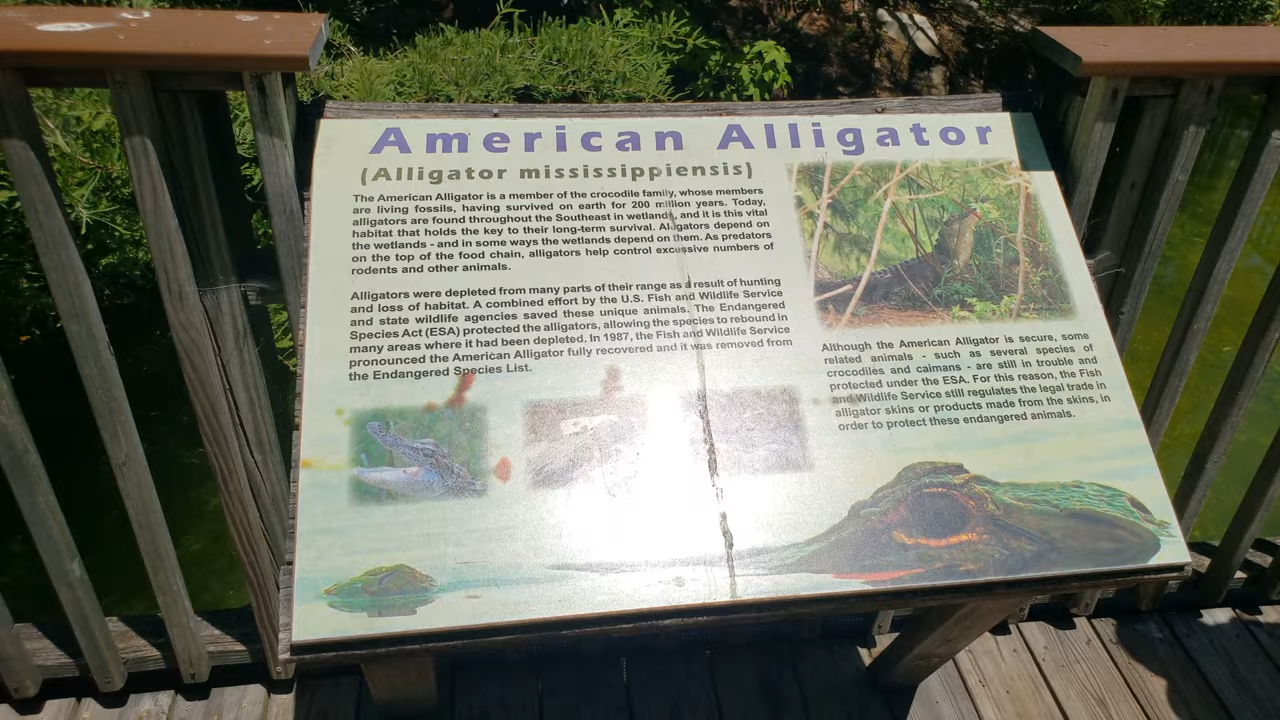 American Alligator
(Alligator mississippiensis)
The American Alligator is a member of the crocodile family, whose members
are living fossils, having survived on earth for 200 million years. Today,
alligators are found throughout the Southeast in wetlands, and it is this vital
habitat that holds the key to their long-term survival. Alligators depend on
the wetlands - and in some ways the wetlands depend on them. As predators
on the top of the food chain, alligators help control excessive numbers of
rodents and other animals.
Alligators were depleted from many parts of their range as a result of hunting
and loss of habitat. A combined effort by the U.S. Fish and Wildlife Service
and state wildlife agencies saved these unique animals. The Endangered
Species Act (ESA) protected the alligators, allowing the species to rebound in
many areas where it had been depleted. In 1987, the Fish and Wildlife Service
pronounced the American Alligator fully recovered and it was removed from
the Endangered Species List.
Although the American Alligator is secure, some
related animals - such as several species of
crocodiles and caimans - are still in trouble and
protected under the ESA. For this reason, the Fish
and Wildlife Service still regulates the legal trade in
alligator skins or products made from the skins, in
order to protect these endangered animals.